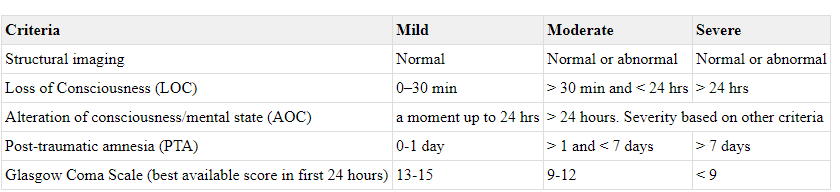 Criteria Mild Moderate Severe
Structural imaging Normal Normal or abnormal Normal or abnormal
Loss of Consciousness (LOC) 0–30 min > 30 min and < 24 hrs > 24 hrs
Alteration of consciousness/mental state (AOC) a moment up to 24 hrs > 24 hours. Severity based on other criteria
Post-traumatic amnesia (PTA) 0-1 day > 1 and < 7 days > 7 days
Glasgow Coma Scale (best available score in first 24 hours) 13-15 9-12 < 9